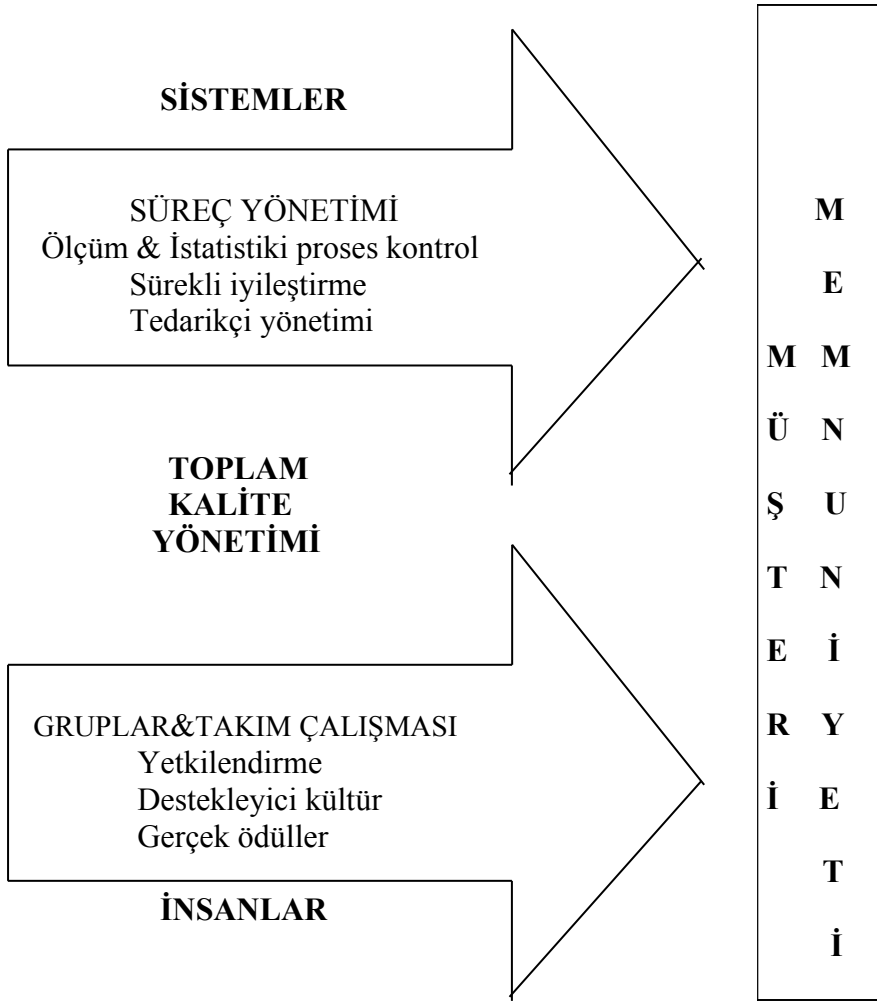 SİSTEMLER
SÜREÇ YÖNETİMİ
Ölçüm & İstatistiki proses kontrol
Sürekli iyileştirme
Tedarikçi yönetimi
TOPLAM
KALİTE
YÖNETİMİ
GRUPLAR&TAKIM ÇALIŞMASI
Yetkilendirme
Destekleyici kültür
Gerçek ödüller
İNSANLAR
MÜŞTERİ
MEMNUNİYETİ